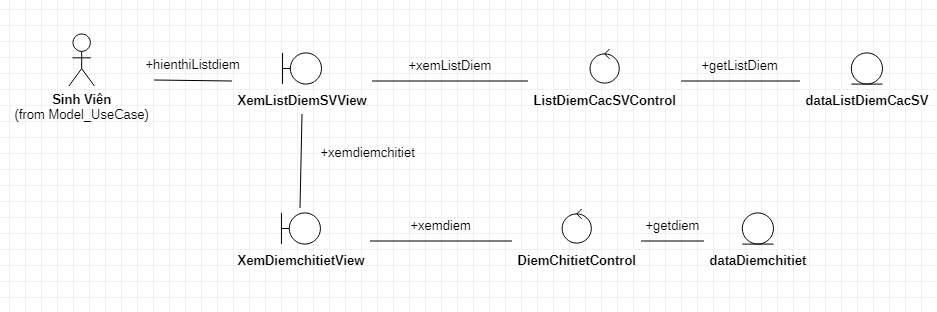 +hienthiListdiem
+xemListDiem
+getListDiem
Sinh Viên
(from Model_UseCase)
XemListDiemSVView
ListDiemCacSVControl
dataListDiemCacSV
+xemdiemchitiet
+xemdiem
+getdiem
XemDiemchitietView
DiemChitietControl
dataDiemchitiet